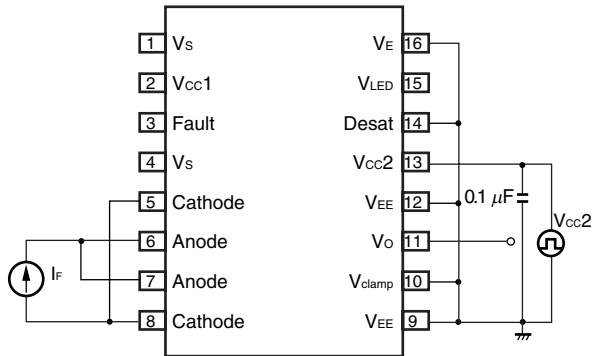 1 VS VE 16
2 VCC1 VLED 15
3 Fault Desat 14
4 VS VCC2 13
5 Cathode VEE 12 0.1 μF VCC2
6 Anode VO 11
IF
7 Anode Vclamp 10
8 Cathode VEE 9